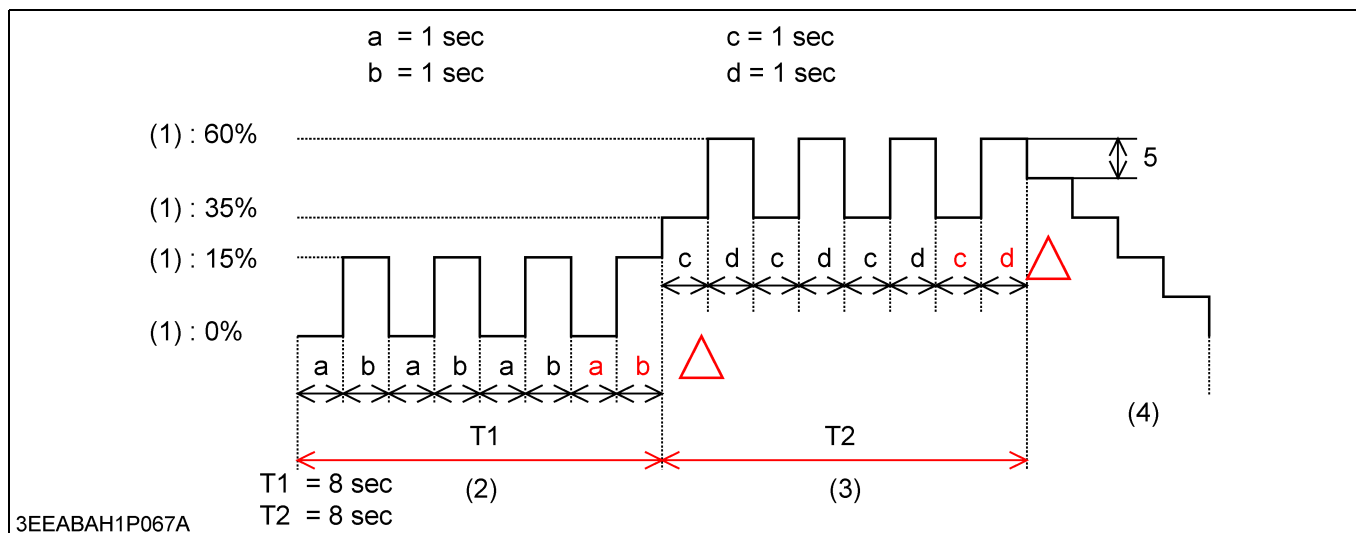 a = 1 sec
c = 1 sec
b = 1 sec
d = 1 sec
(1) : 60%
5
(1) : 35%
(1) : 15%
c d c d c d c d
(1) : 0%
a b a b a b a b
(4)
T1
T2
T1 = 8 sec
(2)
(3)
T2 = 8 sec
3EEABAH1P067A